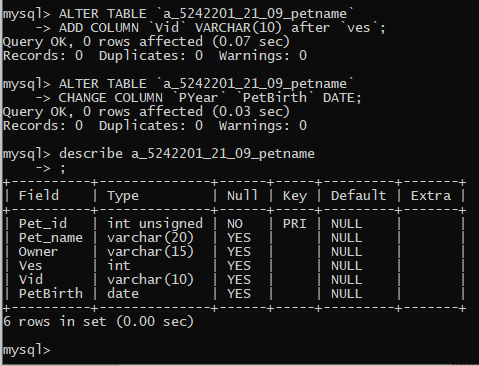 mysql> ALTER TABLE `a_5242201_21_09_petname`
    -> ADD COLUMN `Vid` VARCHAR(10) after `ves`;
Query OK, 0 rows affected (0.07 sec)
Records: 0  Duplicates: 0  Warnings: 0
mysql> ALTER TABLE `a_5242201_21_09_petname`
    -> CHANGE COLUMN `PYear` `PetBirth` DATE;
Query OK, 0 rows affected (0.03 sec)
Records: 0  Duplicates: 0  Warnings: 0
mysql> describe a_5242201_21_09_petname
    -> ;
+-----------+--------------+------+-----+---------+-------+
| Field     | Type         | Null | Key | Default | Extra |
+-----------+--------------+------+-----+---------+-------+
| Pet_id    | int unsigned | NO   | PRI | NULL    |       |
| Pet_name  | varchar(20)  | YES  |     | NULL    |       |
| Owner     | varchar(15)  | YES  |     | NULL    |       |
| Ves       | int          | YES  |     | NULL    |       |
| Vid       | varchar(10)  | YES  |     | NULL    |       |
| PetBirth  | date         | YES  |     | NULL    |       |
+-----------+--------------+------+-----+---------+-------+
6 rows in set (0.00 sec)
mysql>